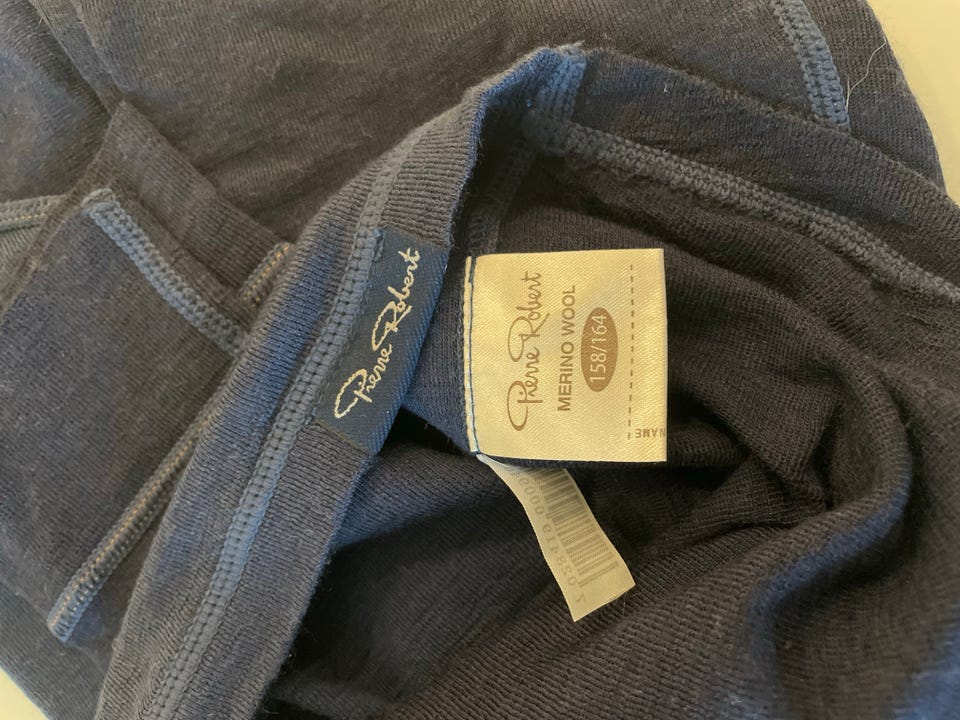 Pierre Robert
Pierre Robert
MERINO WOOL
158/164
NAME